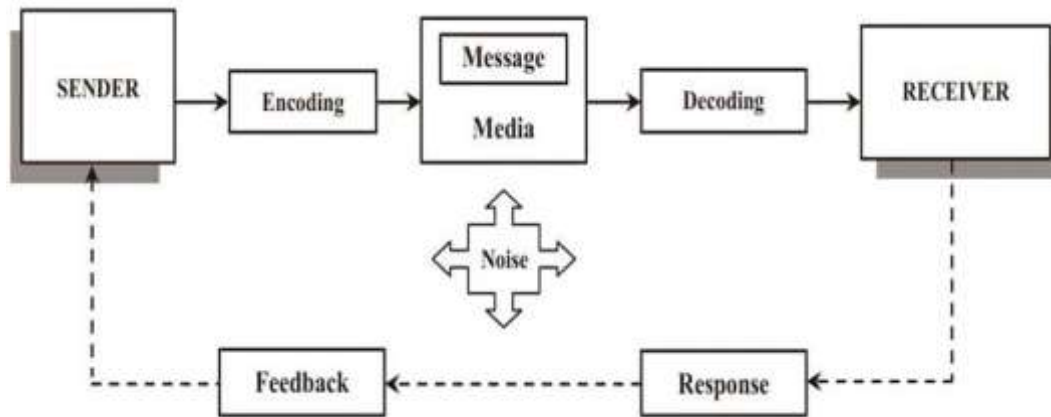 SENDER
Encoding
Message
Media
Decoding
RECEIVER
Noise
Feedback
Response